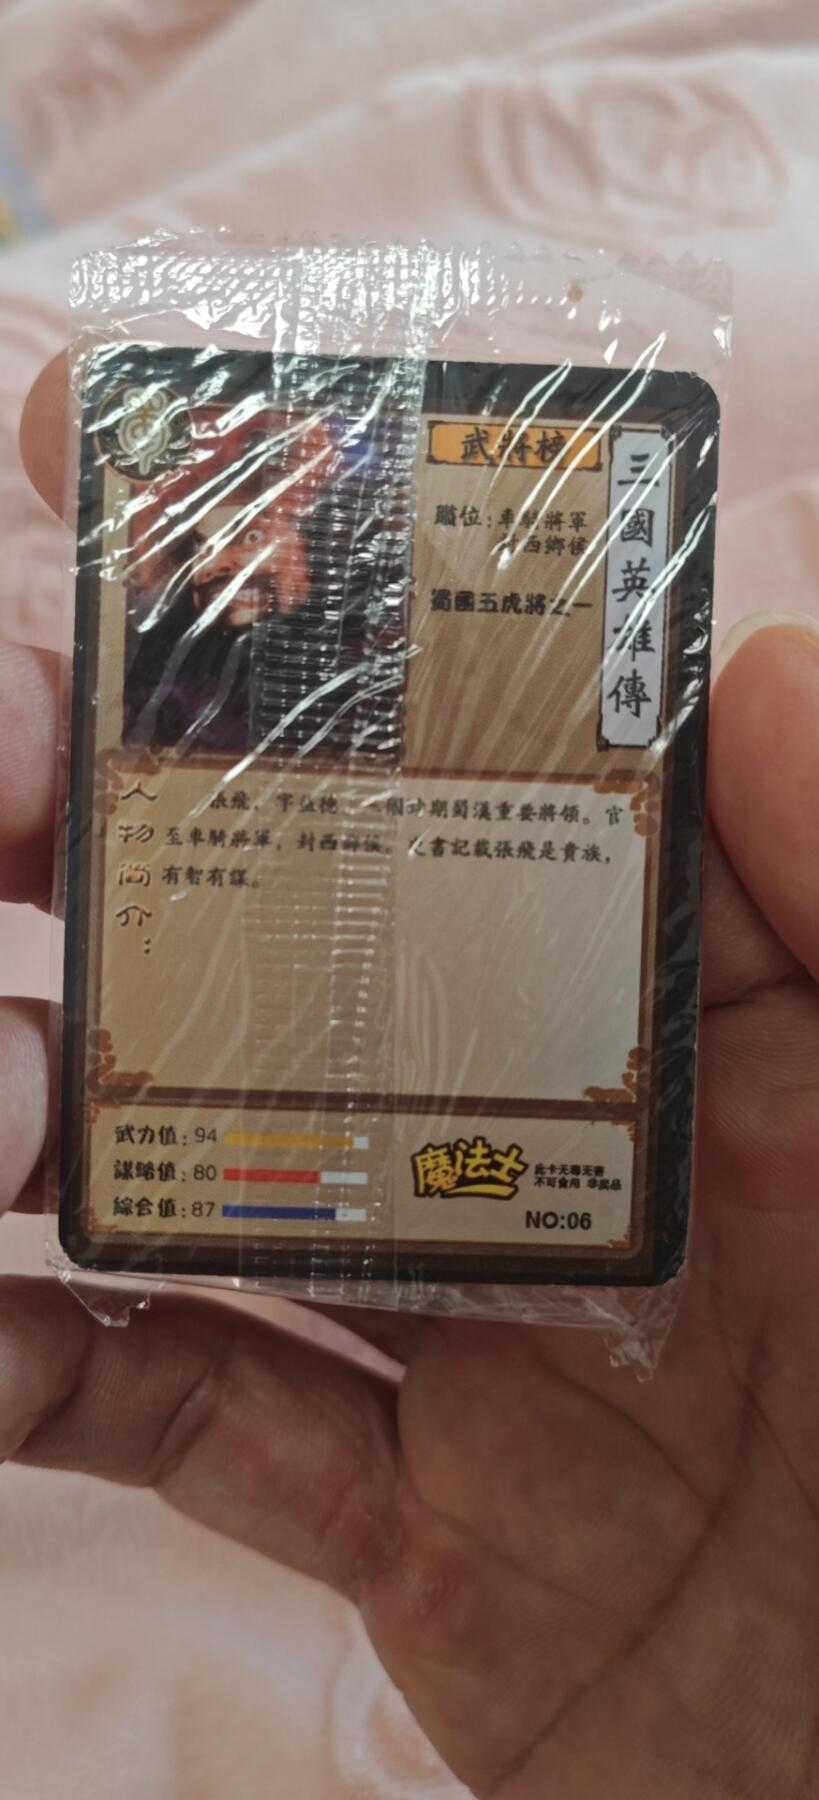 武將榜
三國英雄傳
職位:車騎將軍
封西鄉侯
蜀國五虎將之一
人物簡介:
張飛,字益德,三國時期蜀漢重要將領。官
至車騎將軍,封西鄉侯。史書記載張飛是貴族,
有智有謀。
武力值:94
謀略值:80
綜合值:87
魔法士
此卡无毒无害
不可食用 非奖品
NO:06